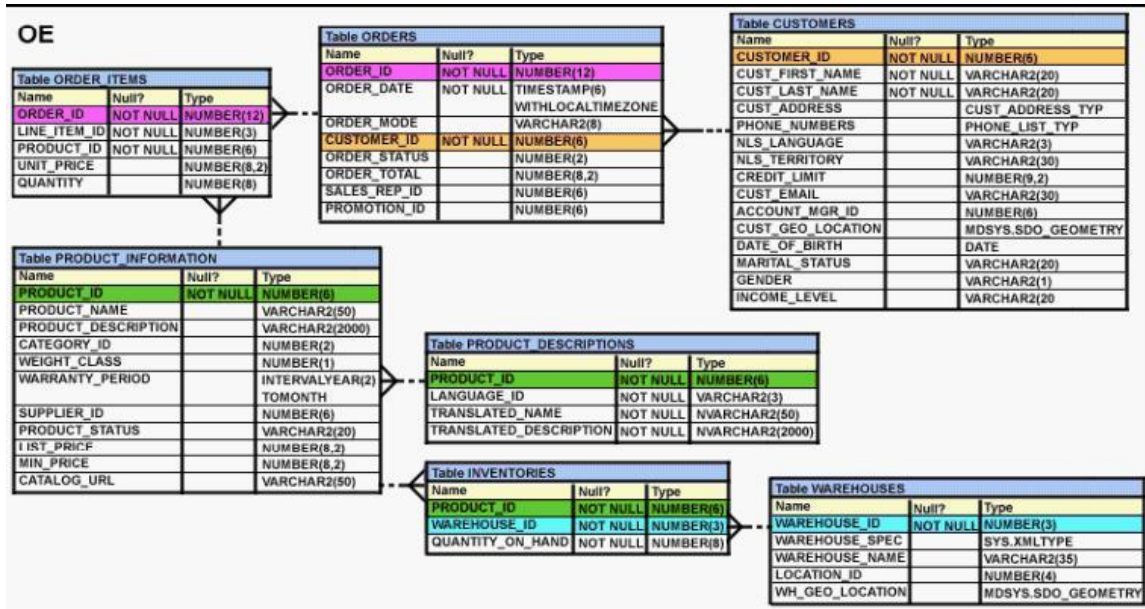 OE
Table ORDER_ITEMS
Name Null? Type
ORDER_ID NOT NULL NUMBER(12)
LINE_ITEM_ID NOT NULL NUMBER(3)
PRODUCT_ID NOT NULL NUMBER(6)
UNIT_PRICE NUMBER(8,2)
QUANTITY NUMBER(8)
Table ORDERS
Name Null? Type
ORDER_ID NOT NULL NUMBER(12)
ORDER_DATE NOT NULL TIMESTAMP(6)
WITHLOCALTIMEZONE
ORDER_MODE VARCHAR2(8)
CUSTOMER_ID NOT NULL NUMBER(6)
ORDER_STATUS NUMBER(2)
ORDER_TOTAL NUMBER(8,2)
SALES_REP_ID NUMBER(6)
PROMOTION_ID NUMBER(6)
Table CUSTOMERS
Name Null? Type
CUSTOMER_ID NOT NULL NUMBER(6)
CUST_FIRST_NAME NOT NULL VARCHAR2(20)
CUST_LAST_NAME NOT NULL VARCHAR2(20)
CUST_ADDRESS CUST_ADDRESS_TYP
PHONE_NUMBERS PHONE_LIST_TYP
NLS_LANGUAGE VARCHAR2(3)
NLS_TERRITORY VARCHAR2(30)
CREDIT_LIMIT NUMBER(9,2)
CUST_EMAIL VARCHAR2(30)
ACCOUNT_MGR_ID NUMBER(6)
CUST_GEO_LOCATION MDSYS.SDO_GEOMETRY
DATE_OF_BIRTH DATE
MARITAL_STATUS VARCHAR2(20)
GENDER VARCHAR2(1)
INCOME_LEVEL VARCHAR2(20
Table PRODUCT_INFORMATION
Name Null? Type
PRODUCT_ID NOT NULL NUMBER(6)
PRODUCT_NAME VARCHAR2(50)
PRODUCT_DESCRIPTION VARCHAR2(2000)
CATEGORY_ID NUMBER(2)
WEIGHT_CLASS NUMBER(1)
WARRANTY_PERIOD INTERVALYEAR(2)
TOMONTH
SUPPLIER_ID NUMBER(6)
PRODUCT_STATUS VARCHAR2(20)
LIST_PRICE NUMBER(8,2)
MIN_PRICE NUMBER(8,2)
CATALOG_URL VARCHAR2(50)
Table PRODUCT_DESCRIPTIONS
Name Null? Type
PRODUCT_ID NOT NULL NUMBER(6)
LANGUAGE_ID NOT NULL VARCHAR2(3)
TRANSLATED_NAME NOT NULL NVARCHAR2(50)
TRANSLATED_DESCRIPTION NOT NULL NVARCHAR2(2000)
Table INVENTORIES
Name Null? Type
PRODUCT_ID NOT NULL NUMBER(6)
WAREHOUSE_ID NOT NULL NUMBER(3)
QUANTITY_ON_HAND NOT NULL NUMBER(8)
Table WAREHOUSES
Name Null? Type
WAREHOUSE_ID NOT NULL NUMBER(3)
WAREHOUSE_SPEC SYS.XMLTYPE
WAREHOUSE_NAME VARCHAR2(35)
LOCATION_ID NUMBER(4)
WH_GEO_LOCATION MDSYS.SDO_GEOMETRY